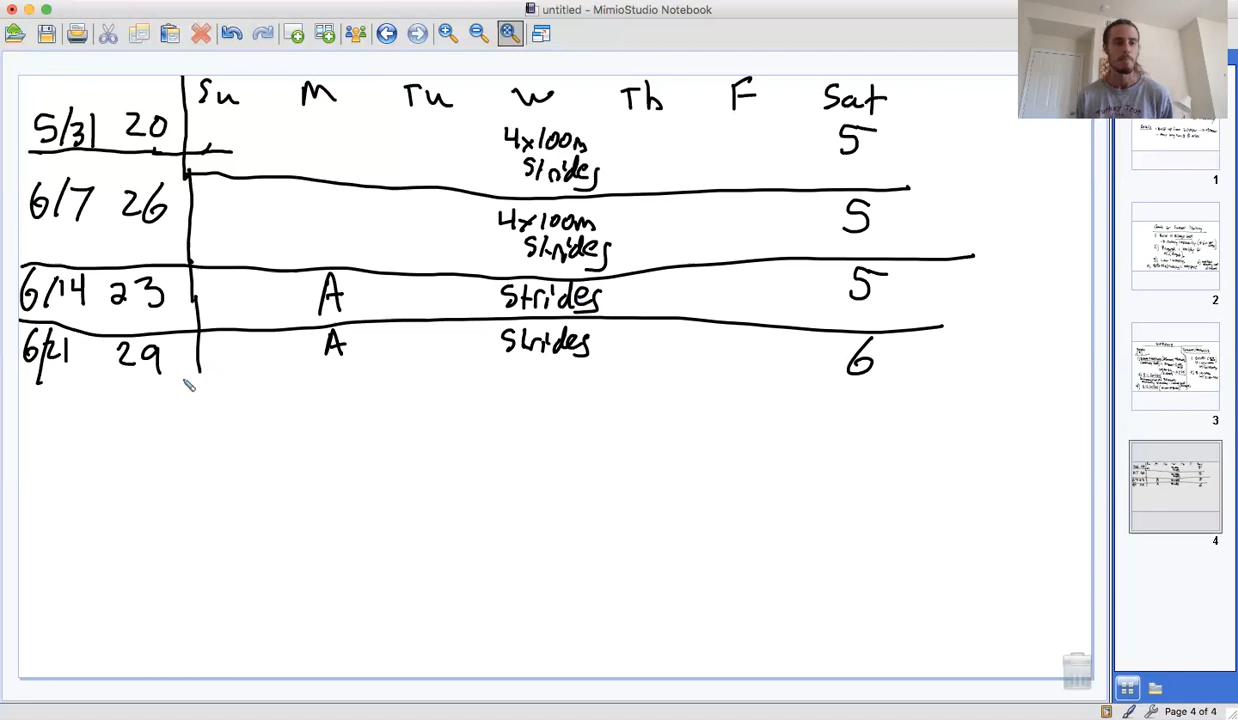 untitled - MimioStudio Notebook
Su M Tu W Th F Sat
5/31 20 4x100m 5
Strides
6/7 26 4x100m 5
Strides
6/14 23 A Strides 5
6/21 29 A Strides 6
1
2
3
4
Page 4 of 4